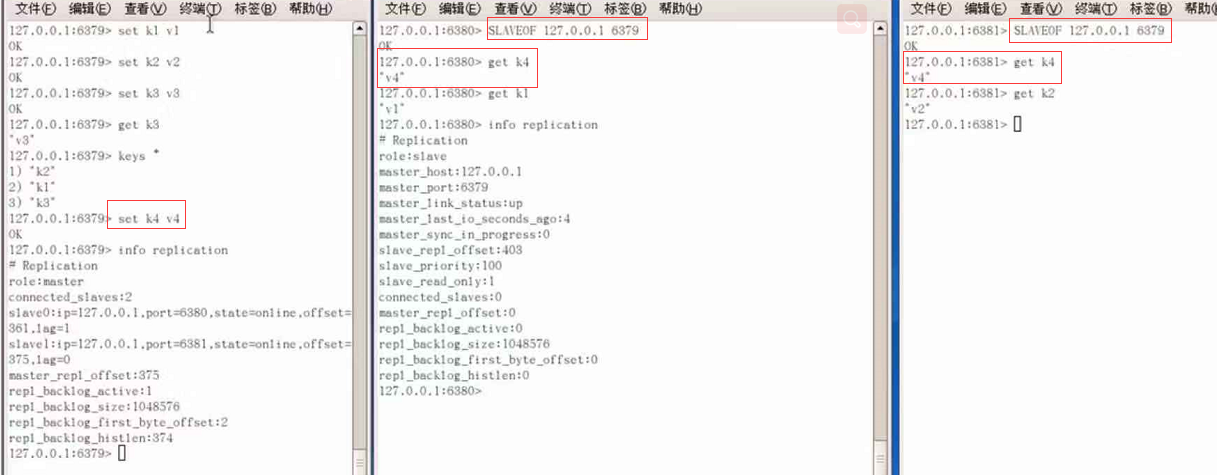 文件(F) 编辑(E) 查看(V) 终端(T) 标签(B) 帮助(H)
127.0.0.1:6379> set k1 v1
OK
127.0.0.1:6379> set k2 v2
OK
127.0.0.1:6379> set k3 v3
OK
127.0.0.1:6379> get k3
"v3"
127.0.0.1:6379> keys *
1) "k2"
2) "k1"
3) "k3"
127.0.0.1:6379> set k4 v4
OK
127.0.0.1:6379> info replication
# Replication
role:master
connected_slaves:2
slave0:ip=127.0.0.1,port=6380,state=online,offset=
361,lag=1
slave1:ip=127.0.0.1,port=6381,state=online,offset=
375,lag=0
master_repl_offset:375
repl_backlog_active:1
repl_backlog_size:1048576
repl_backlog_first_byte_offset:2
repl_backlog_histlen:374
127.0.0.1:6379>
文件(F) 编辑(E) 查看(V) 终端(T) 标签(B) 帮助(H)
127.0.0.1:6380> SLAVEOF 127.0.0.1 6379
OK
127.0.0.1:6380> get k4
"v4"
127.0.0.1:6380> get k1
"v1"
127.0.0.1:6380> info replication
# Replication
role:slave
master_host:127.0.0.1
master_port:6379
master_link_status:up
master_last_io_seconds_ago:4
master_sync_in_progress:0
slave_repl_offset:403
slave_priority:100
slave_read_only:1
connected_slaves:0
master_repl_offset:0
repl_backlog_active:0
repl_backlog_size:1048576
repl_backlog_first_byte_offset:0
repl_backlog_histlen:0
127.0.0.1:6380>
文件(F) 编辑(E) 查看(V) 终端(T) 标签(B) 帮助(H
127.0.0.1:6381> SLAVEOF 127.0.0.1 6379
OK
127.0.0.1:6381> get k4
"v4"
127.0.0.1:6381> get k2
"v2"
127.0.0.1:6381>